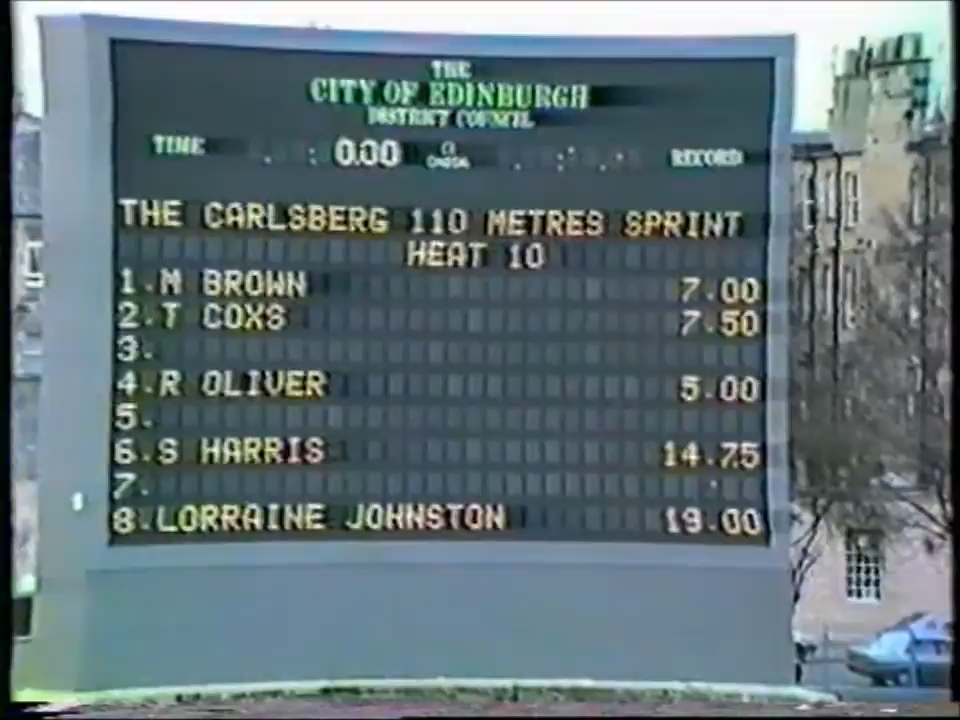 THE
CITY OF EDINBURGH
DISTRICT COUNCIL
TIME 0.00 Ω OMEGA RECORD
THE CARLSBERG 110 METRES SPRINT
HEAT 10
1.M BROWN 7.00
2.T COXS 7.50
3.
4.R OLIVER 5.00
5.
6.S HARRIS 14.75
7.
8.LORRAINE JOHNSTON 19.00